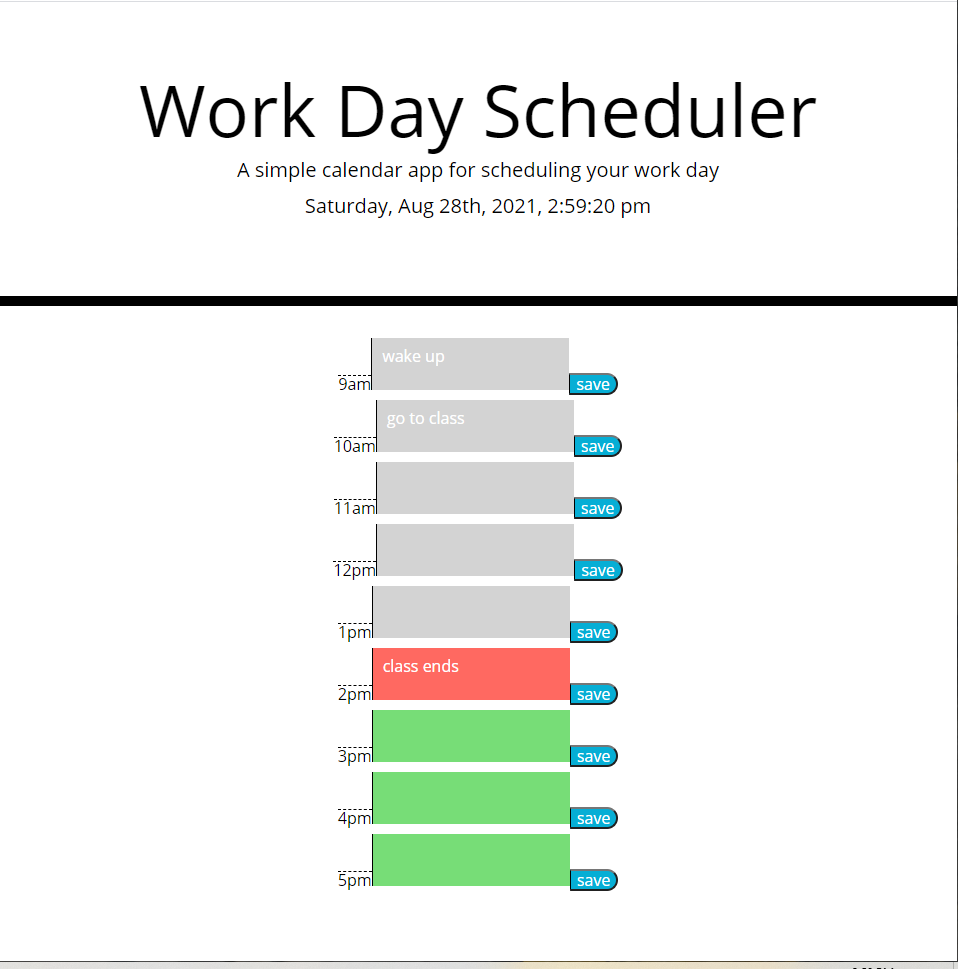 Work Day Scheduler
A simple calendar app for scheduling your work day
Saturday, Aug 28th, 2021, 2:59:20 pm
9am wake up save
10am go to class save
11am save
12pm save
1pm save
2pm class ends save
3pm save
4pm save
5pm save